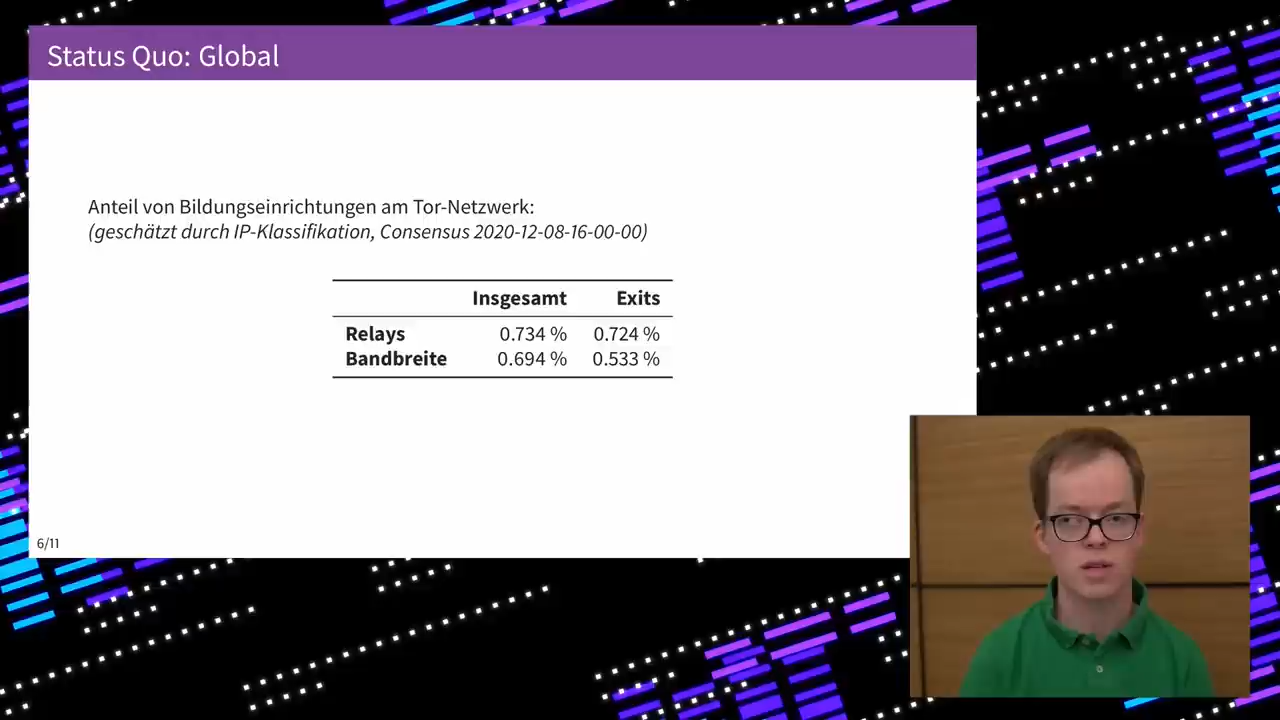 Status Quo: Global
Anteil von Bildungseinrichtungen am Tor-Netzwerk:
(geschätzt durch IP-Klassifikation, Consensus 2020-12-08-16-00-00)
Insgesamt Exits
Relays 0.734 % 0.724 %
Bandbreite 0.694 % 0.533 %
6/11